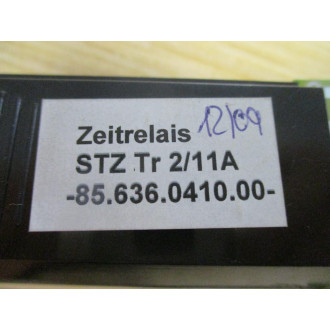 Zeitrelais 12/09
STZ Tr 2/11A
-85.636.0410.00-